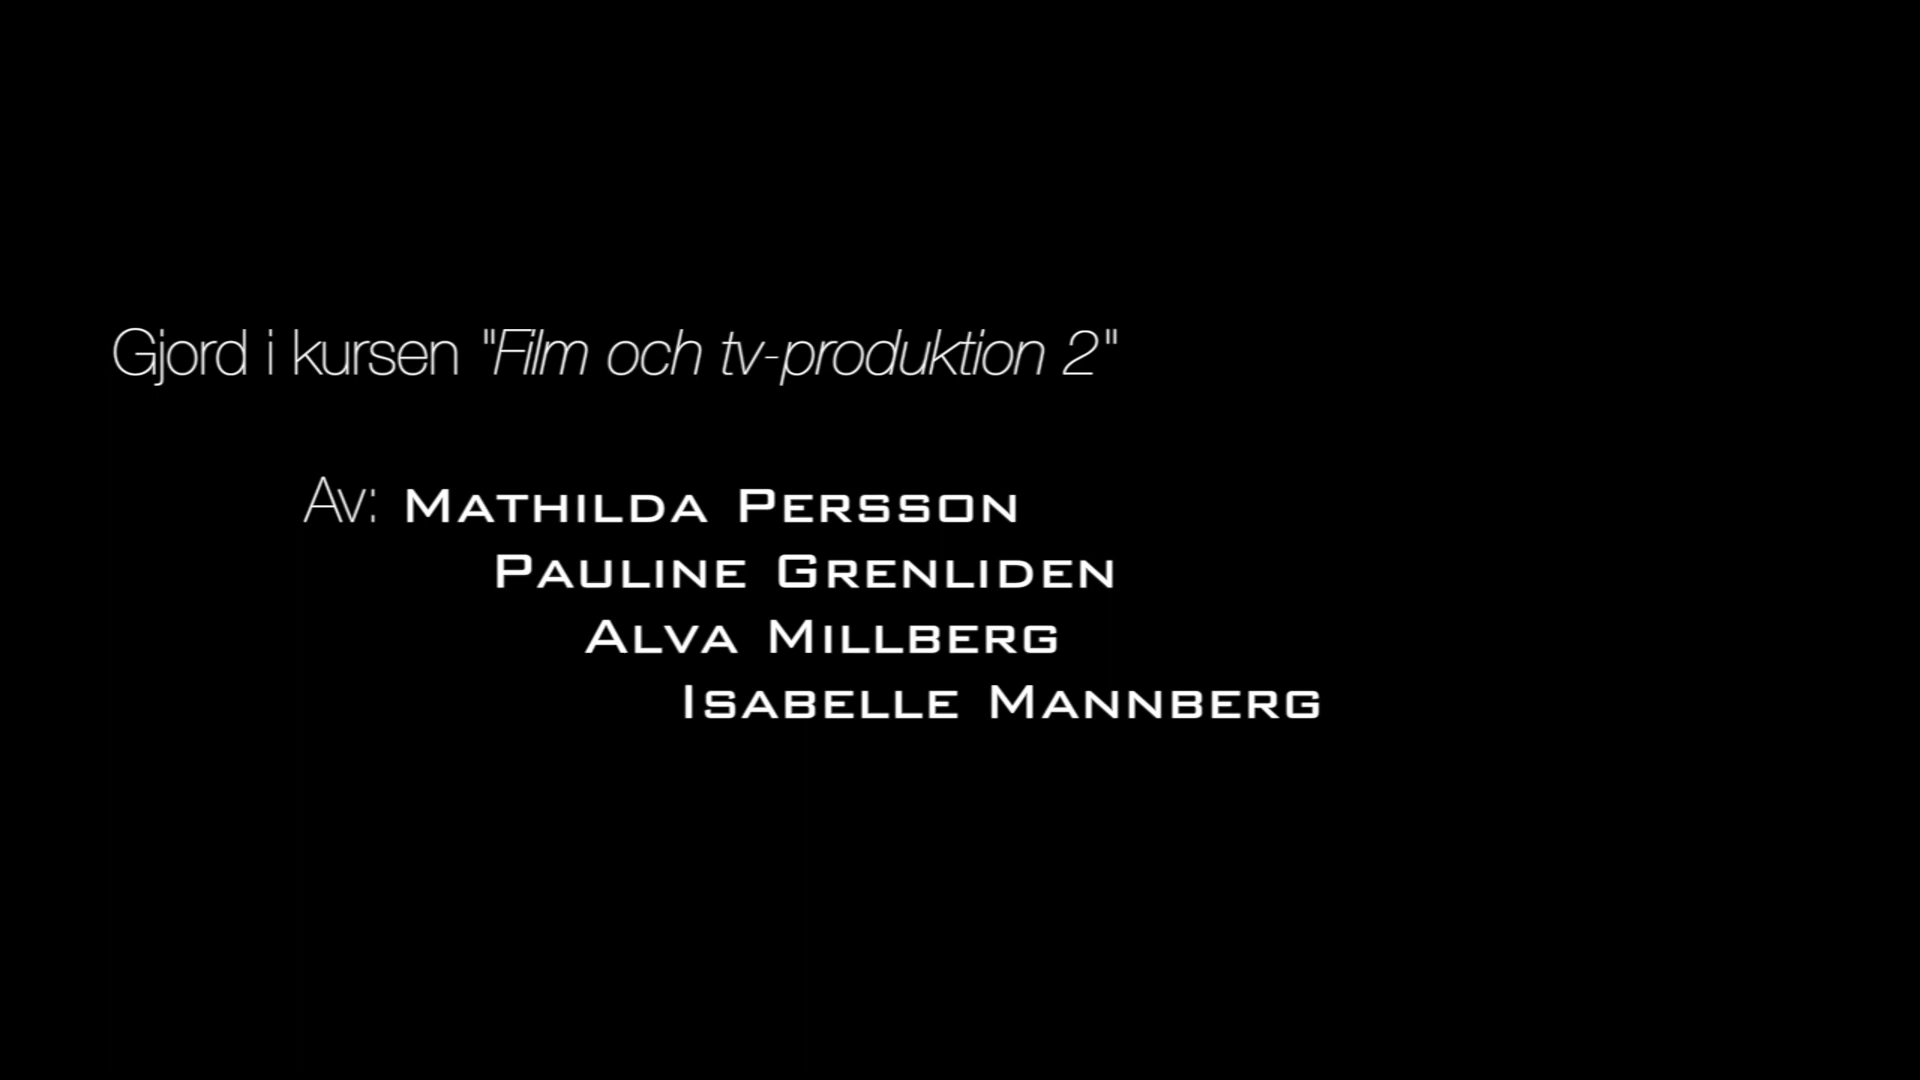 Gjord i kursen "Film och tv-produktion 2"
Av: Mathilda Persson
Pauline Grenliden
Alva Millberg
Isabelle Mannberg